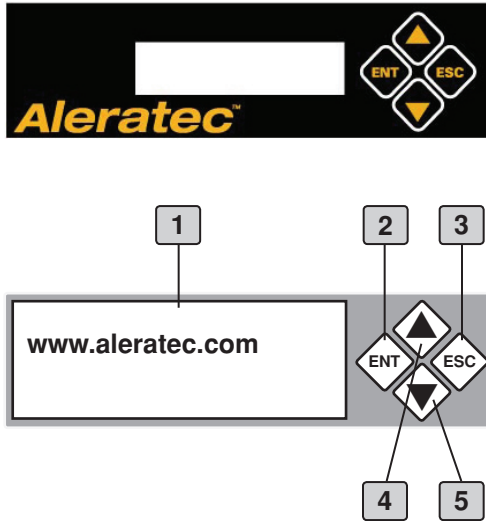 ENT ESC
Aleratec™
1 2 3
www.aleratec.com
ENT ESC
4 5